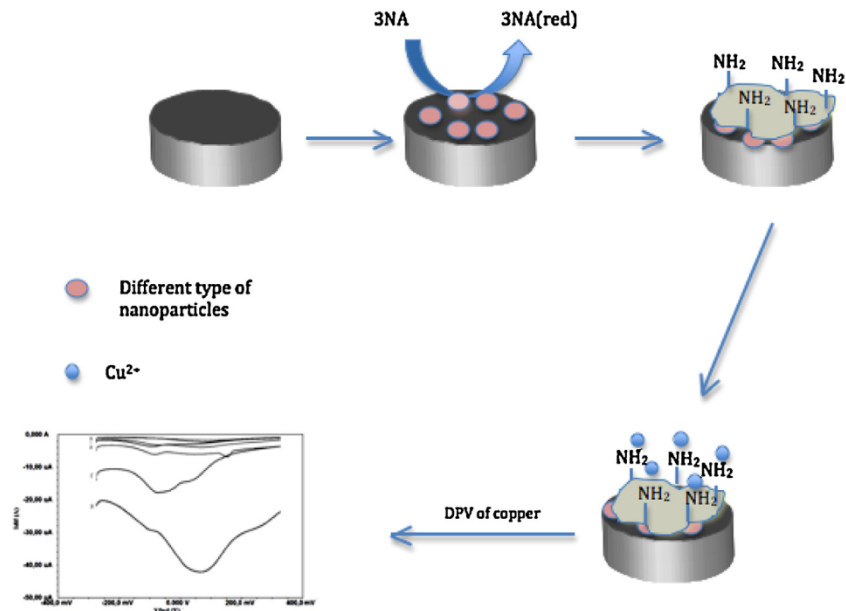 3NA
3NA(red)
NH2
NH2
NH2
NH2
NH2
Different type of
nanoparticles
Cu2+
NH2
NH2
NH2
NH2
NH2
DPV of copper
0,000 A
-10,00 uA
-20,00 uA
-30,00 uA
-40,00 uA
-50,00 uA
-400,0 mV
-200,0 mV
0.000 V
200,0 mV
400,0 mV